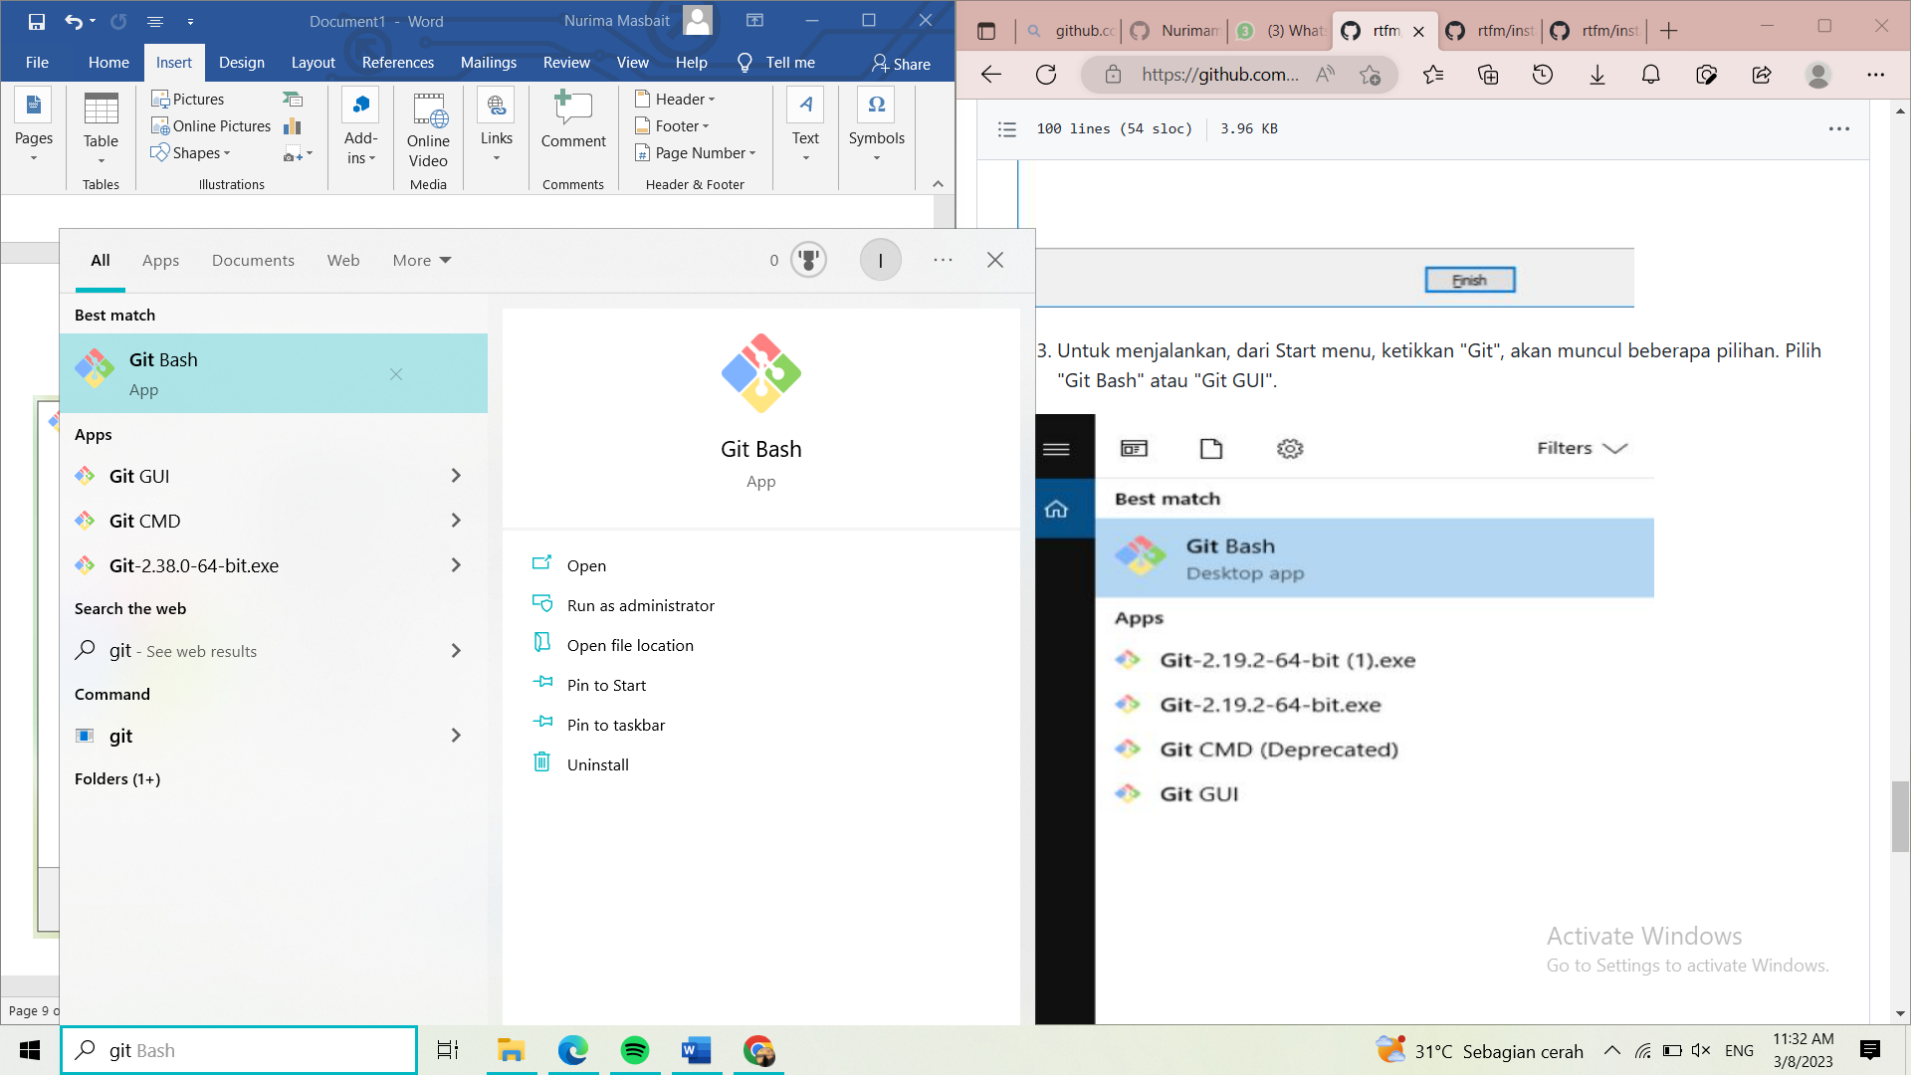 Document1 - Word
Nurima Masbait
File
Home
Insert
Design
Layout
References
Mailings
Review
View
Help
Tell me
Share
Pages
Table
Tables
Pictures
Online Pictures
Shapes
Illustrations
Add-
ins
Online
Video
Media
Links
Comment
Comments
Header
Footer
Page Number
Header & Footer
Text
Symbols
Page 9 o
github.cc
Nurimam
(3) What
rtfm,
rtfm/inst
rtfm/inst
https://github.com...
100 lines (54 sloc)
3.96 KB
Finish
3. Untuk menjalankan, dari Start menu, ketikkan "Git", akan muncul beberapa pilihan. Pilih
"Git Bash" atau "Git GUI".
Filters
Best match
Git Bash
Desktop app
Apps
Git-2.19.2-64-bit (1).exe
Git-2.19.2-64-bit.exe
Git CMD (Deprecated)
Git GUI
Activate Windows
Go to Settings to activate Windows.
All
Apps
Documents
Web
More
0
I
Best match
Git Bash
App
Apps
Git GUI
Git CMD
Git-2.38.0-64-bit.exe
Search the web
git - See web results
Command
git
Folders (1+)
Git Bash
App
Open
Run as administrator
Open file location
Pin to Start
Pin to taskbar
Uninstall
git Bash
31°C Sebagian cerah
ENG
11:32 AM
3/8/2023